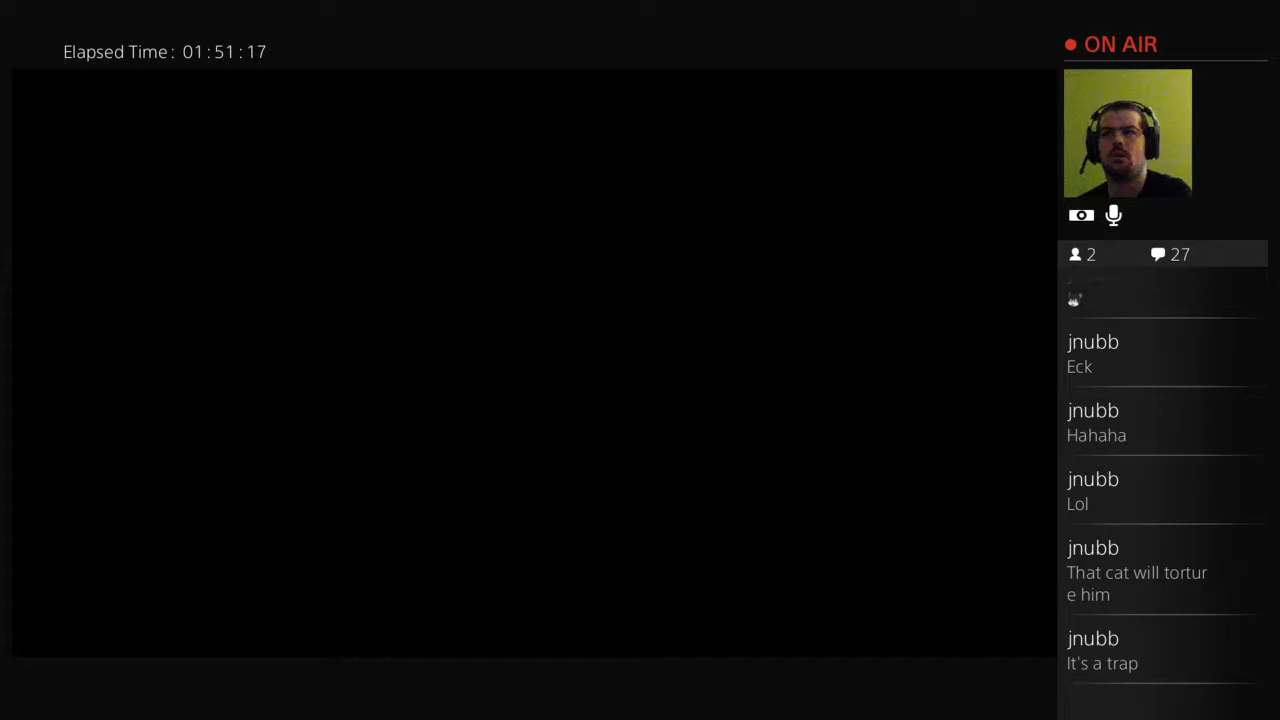 Elapsed Time: 01:51:17
ON AIR
2 27
jnubb
Eck
jnubb
Hahaha
jnubb
Lol
jnubb
That cat will tortur
e him
jnubb
It's a trap